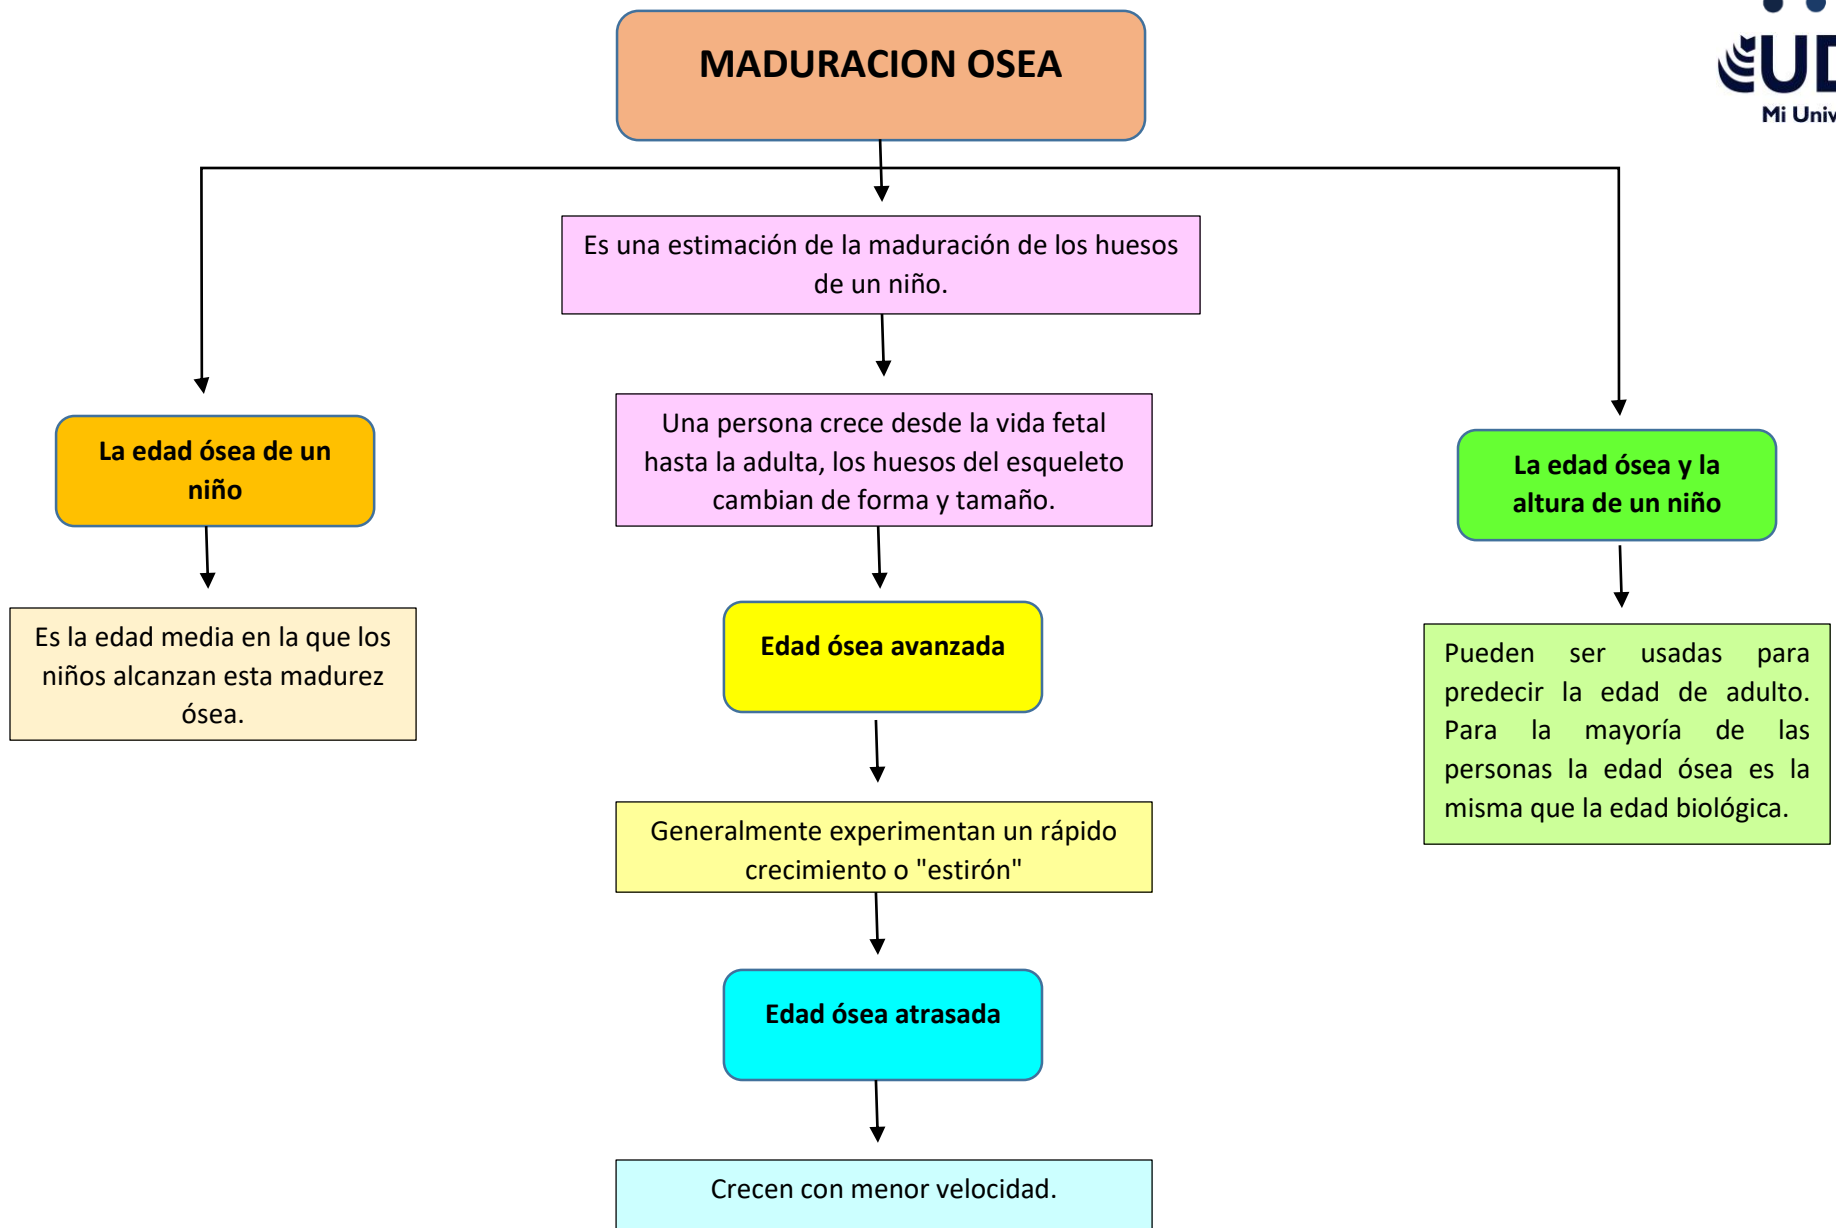 MADURACION OSEA
Mi Univ
Es una estimación de la maduración de los huesos
de un niño.
La edad ósea de un
niño
Una persona crece desde la vida fetal
hasta la adulta, los huesos del esqueleto
cambian de forma y tamaño.
La edad ósea y la
altura de un niño
Es la edad media en la que los
niños alcanzan esta madurez
ósea.
Edad ósea avanzada
Pueden ser usadas para
predecir la edad de adulto.
Para la mayoría de las
personas la edad ósea es la
misma que la edad biológica.
Generalmente experimentan un rápido
crecimiento o "estirón"
Edad ósea atrasada
Crecen con menor velocidad.